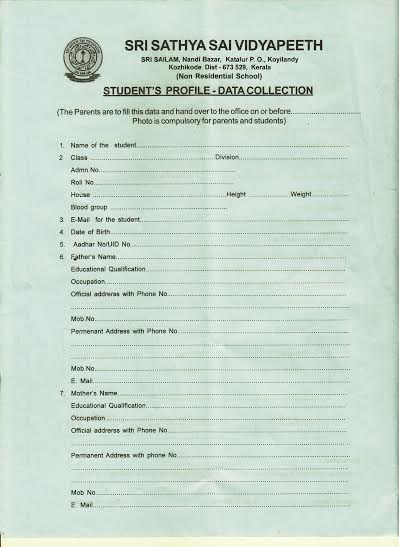 SRI SATHYA SAI VIDYAPEETH
SRI SAILAM, Nandi Bazar, Katalur P. O., Koyilandy
Kozhikode Dist - 673 529, Kerala
(Non Residential School)
STUDENT'S PROFILE - DATA COLLECTION
(The Parents are to fill this data and hand over to the office on or before..............................
Photo is compulsory for parents and students)
1. Name of the student..............................
2 Class .............................. Division..............................
Admn No..............................
Roll No..............................
House .............................. Height .............................. Weight..............................
Blood group ..............................
3. E-Mail for the student..............................
4. Date of Birth..............................
5. Aadhar No/UID No..............................
6. Father's Name..............................
Educational Qualification..............................
Occupation..............................
Official addrerss with Phone No..............................
Mob.No..............................
Permenant Address with Phone No..............................
Mob No..............................
E. Mail..............................
7. Mother's Name..............................
Educational Qualification..............................
Occupation..............................
Official addrerss with Phone No..............................
Permanent Address with phone No..............................
Mob No..............................
E. Mail..............................